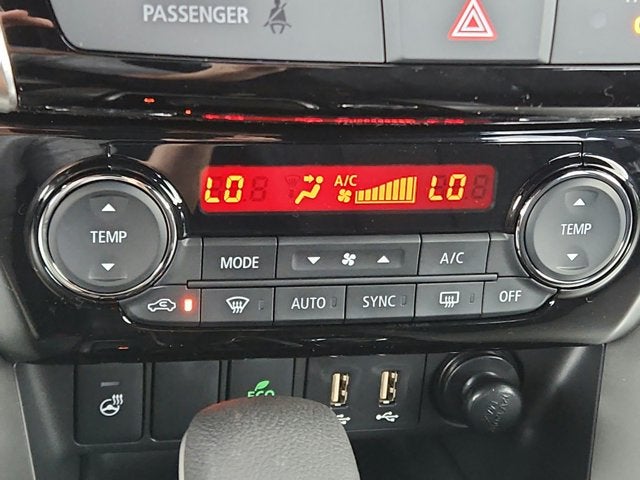 PASSENGER
LO A/C LO
TEMP
TEMP
MODE
A/C
AUTO
SYNC
OFF
ECO